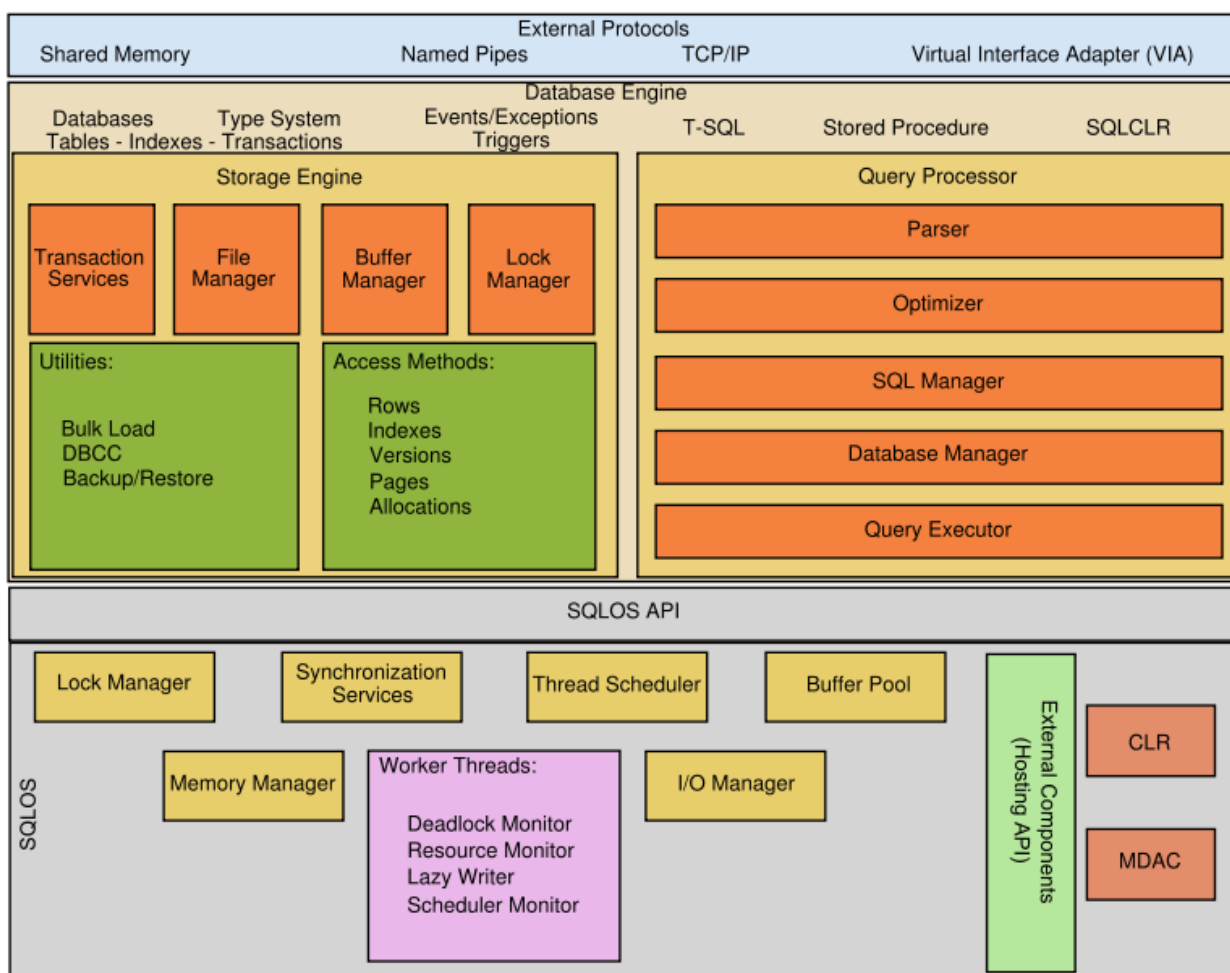 External Protocols
Shared Memory Named Pipes TCP/IP Virtual Interface Adapter (VIA)
Database Engine
Databases Type System Events/Exceptions T-SQL Stored Procedure SQLCLR
Tables - Indexes - Transactions Triggers
Storage Engine
Transaction
Services
File
Manager
Buffer
Manager
Lock
Manager
Utilities:
Bulk Load
DBCC
Backup/Restore
Access Methods:
Rows
Indexes
Versions
Pages
Allocations
Query Processor
Parser
Optimizer
SQL Manager
Database Manager
Query Executor
SQLOS API
SQLOS
Lock Manager
Synchronization
Services
Thread Scheduler
Buffer Pool
Memory Manager
Worker Threads:
Deadlock Monitor
Resource Monitor
Lazy Writer
Scheduler Monitor
I/O Manager
External Components
(Hosting API)
CLR
MDAC